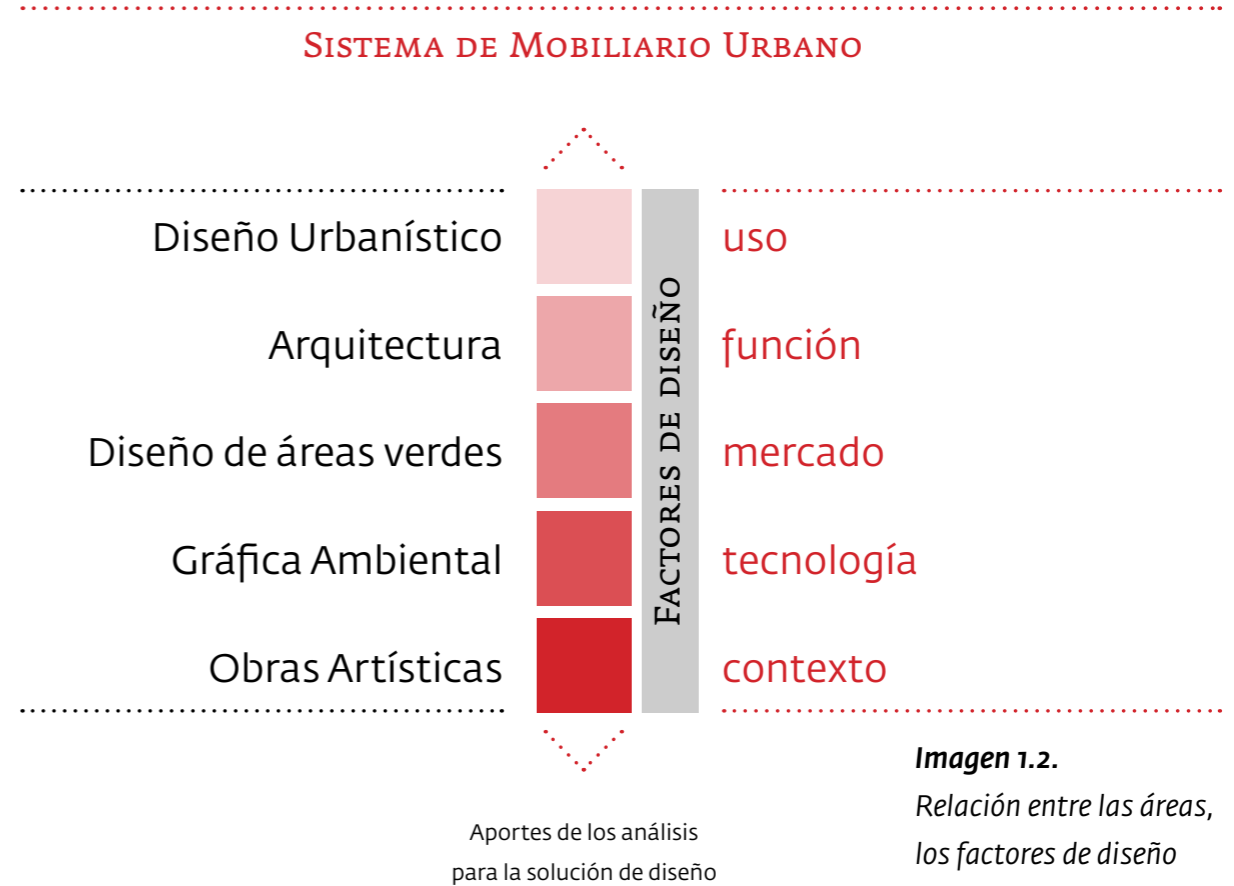 Sistema de Mobiliario Urbano
Diseño Urbanístico
Arquitectura
Diseño de áreas verdes
Gráfica Ambiental
Obras Artísticas
Factores de diseño
uso
función
mercado
tecnología
contexto
Aportes de los análisis
para la solución de diseño
Imagen 1.2.
Relación entre las áreas,
los factores de diseño